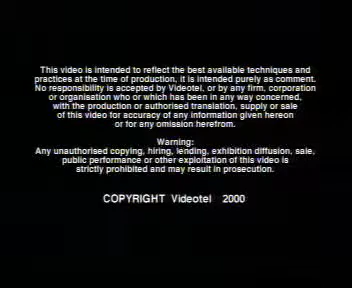 This video is intended to reflect the best available techniques and
practices at the time of production, it is intended purely as comment.
No responsibility is accepted by Videotel, or by any firm, corporation
or organisation who or which has been in any way concerned,
with the production or authorised translation, supply or sale
of this video for accuracy of any information given hereon
or for any omission herefrom.
Warning:
Any unauthorised copying, hiring, lending, exhibition diffusion, sale,
public performance or other exploitation of this video is
strictly prohibited and may result in prosecution.
COPYRIGHT Videotel 2000